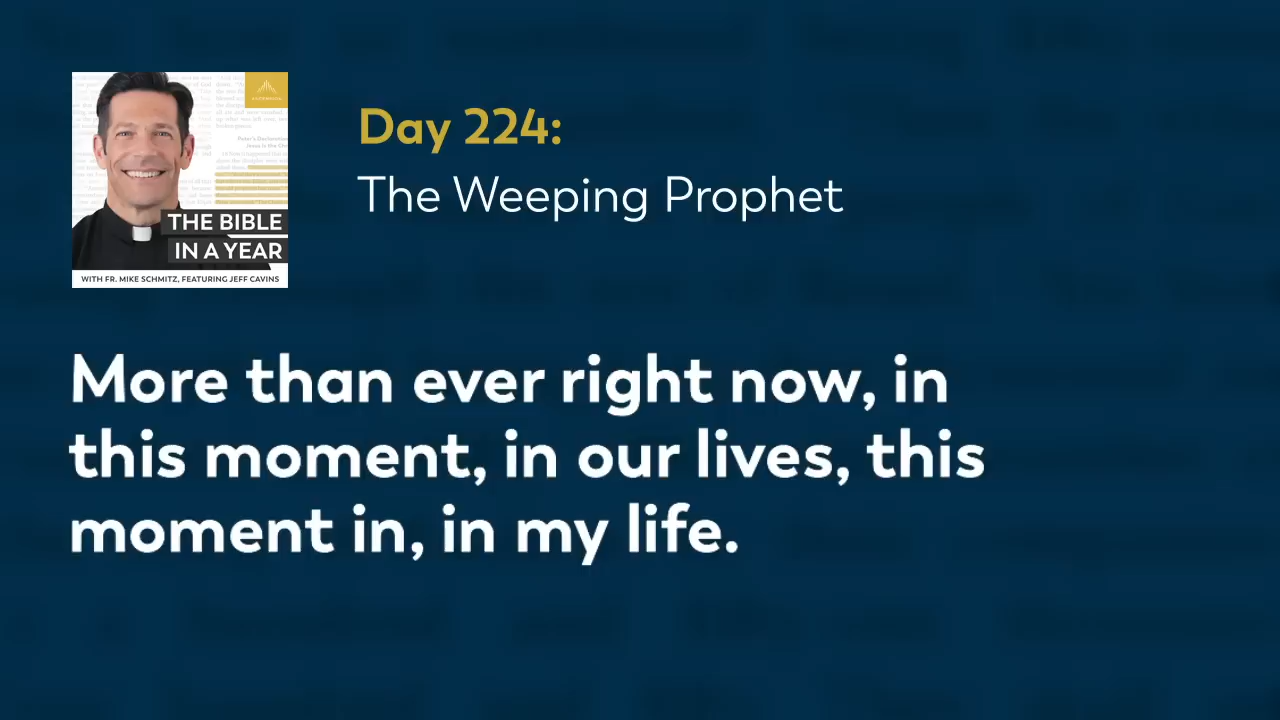 Day 224:
The Weeping Prophet
THE BIBLE
IN A YEAR
WITH FR. MIKE SCHMITZ, FEATURING JEFF CAVINS
More than ever right now, in
this moment, in our lives, this
moment in, in my life.